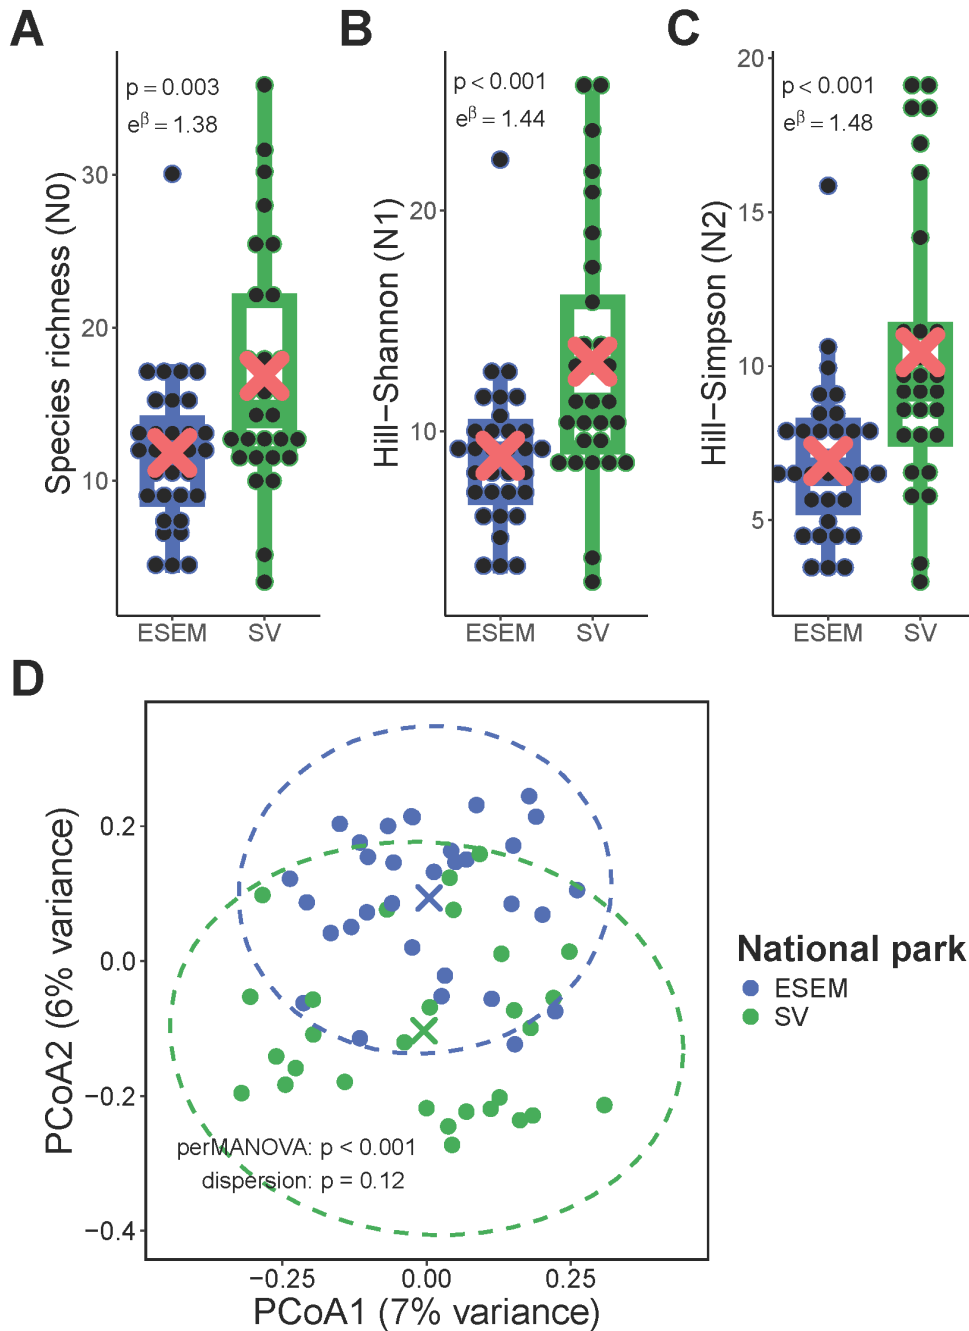 A
p = 0.003
e^β = 1.38
Species richness (N0)
30
20
10
ESEM
SV
B
p < 0.001
e^β = 1.44
Hill−Shannon (N1)
20
10
ESEM
SV
C
p < 0.001
e^β = 1.48
Hill−Simpson (N2)
20
15
10
5
ESEM
SV
D
PCoA2 (6% variance)
0.2
0.0
−0.2
−0.4
perMANOVA: p < 0.001
dispersion: p = 0.12
−0.25
0.00
0.25
PCoA1 (7% variance)
National park
ESEM
SV